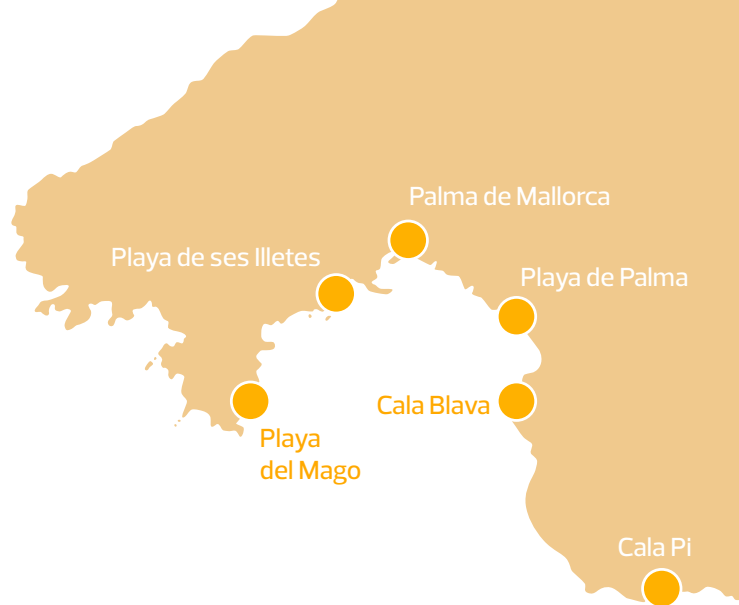 Palma de Mallorca
Playa de ses Illetes
Playa de Palma
Cala Blava
Playa
del Mago
Cala Pi